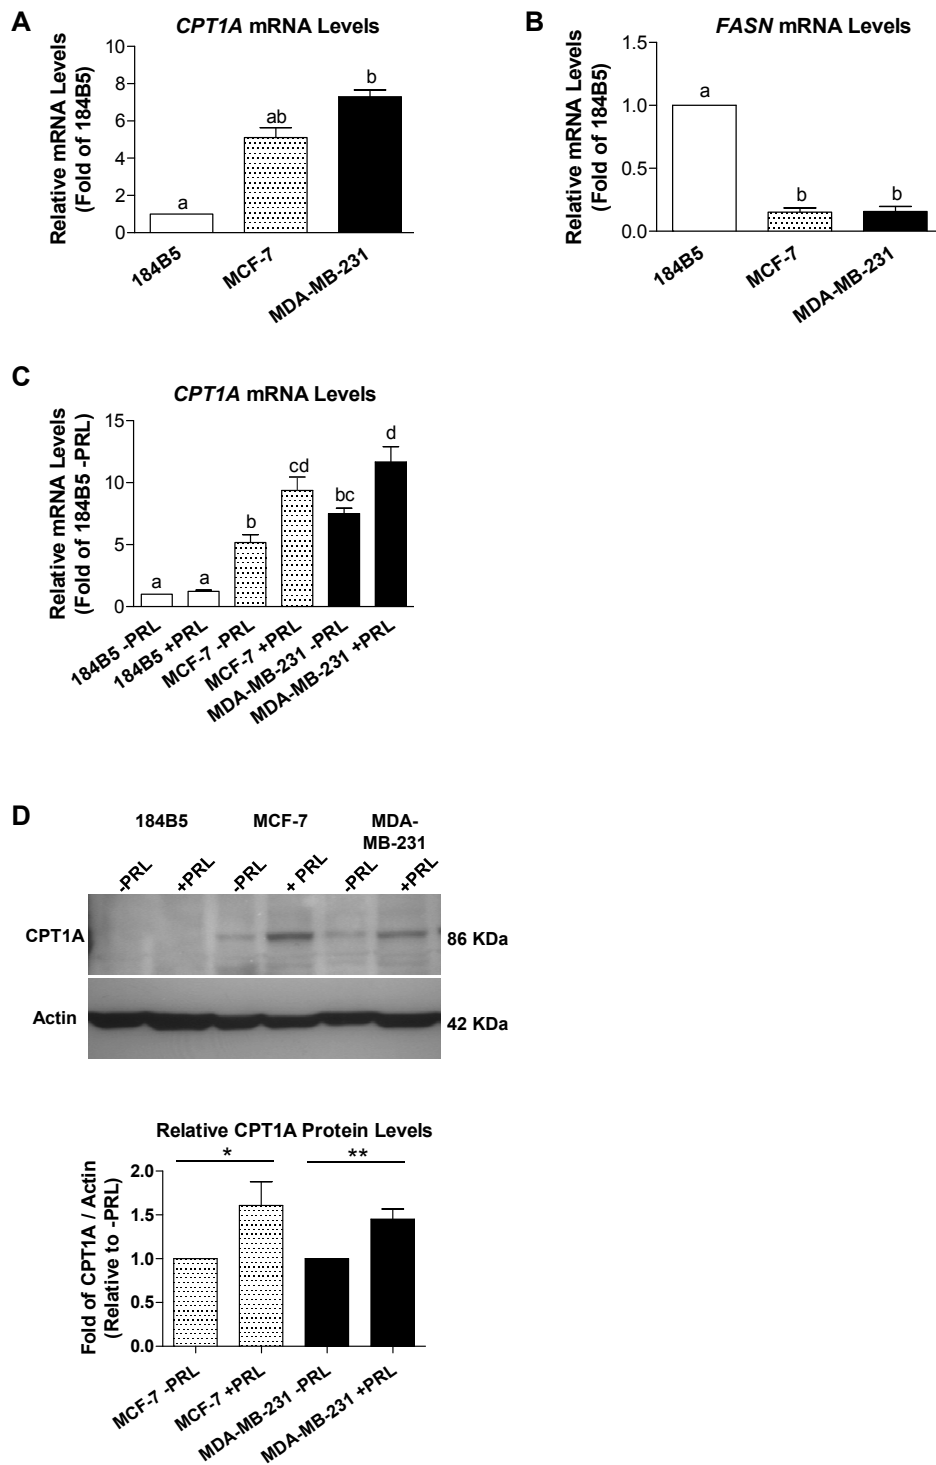 A
CPT1A mRNA Levels
Relative mRNA Levels
(Fold of 184B5)
10
8
6
4
2
0
a
ab
b
184B5
MCF-7
MDA-MB-231
B
FASN mRNA Levels
Relative mRNA Levels
(Fold of 184B5)
1.5
1.0
0.5
0.0
a
b
b
184B5
MCF-7
MDA-MB-231
C
CPT1A mRNA Levels
Relative mRNA Levels
(Fold of 184B5 -PRL)
15
10
5
0
a
a
b
cd
bc
d
184B5 -PRL
184B5 +PRL
MCF-7 -PRL
MCF-7 +PRL
MDA-MB-231 -PRL
MDA-MB-231 +PRL
D
184B5
MCF-7
MDA-
MB-231
-PRL
+PRL
-PRL
+ PRL
-PRL
+PRL
CPT1A
86 KDa
Actin
42 KDa
Relative CPT1A Protein Levels
Fold of CPT1A / Actin
(Relative to -PRL)
*
**
2.0
1.5
1.0
0.5
0.0
MCF-7 -PRL
MCF-7 +PRL
MDA-MB-231 -PRL
MDA-MB-231 +PRL